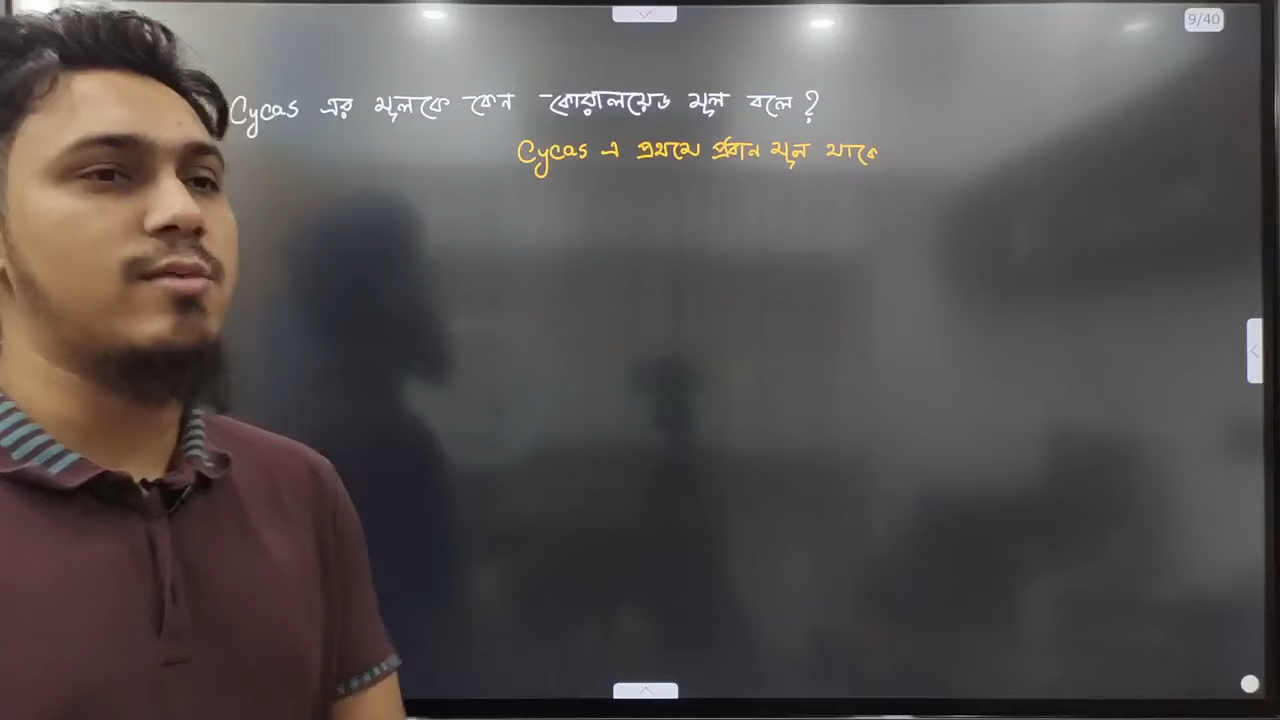 9/40
Cycas এর মূলকে কেন কোরালয়েড মূল বলে ?
Cycas এ প্রথমে প্রধান মূল থাকে